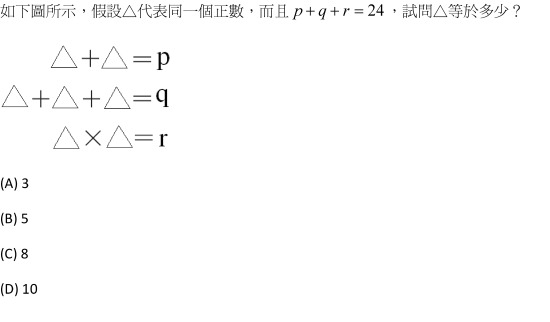 如下圖所示，假設△代表同一個正數，而且 p+q+r=24 ，試問△等於多少？
△+△=p
△+△+△=q
△×△=r
(A) 3
(B) 5
(C) 8
(D) 10